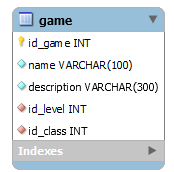 game
id_game INT
name VARCHAR(100)
description VARCHAR(300)
id_level INT
id_class INT
Indexes